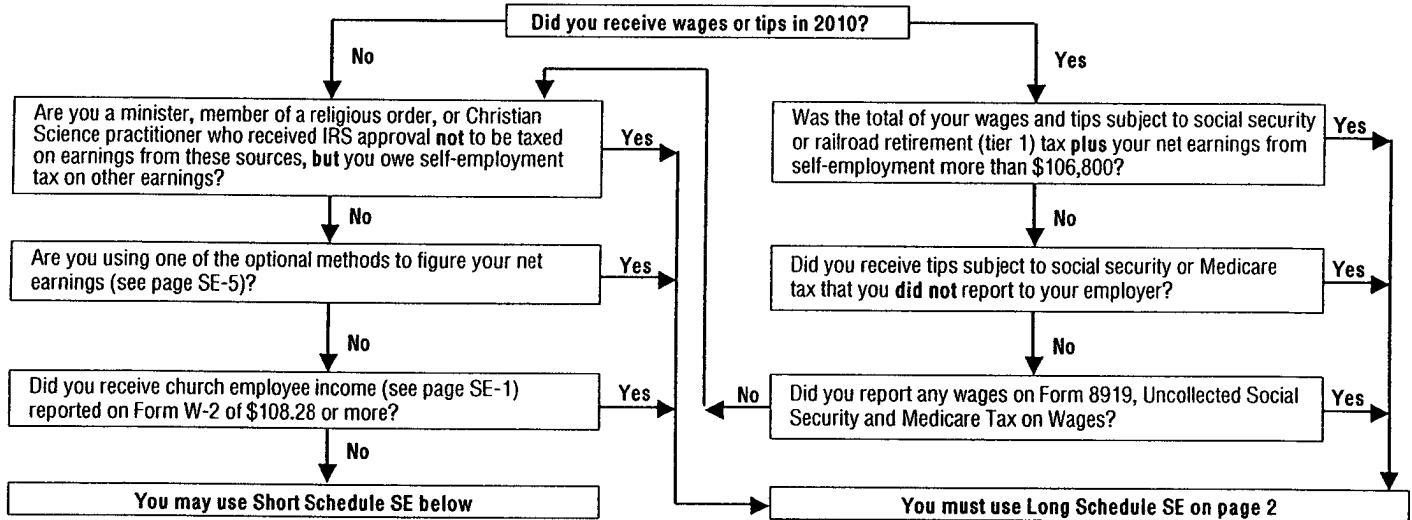 Did you receive wages or tips in 2010?
No
Yes
Are you a minister, member of a religious order, or Christian
Science practitioner who received IRS approval not to be taxed
on earnings from these sources, but you owe self-employment
tax on other earnings?
Yes
Was the total of your wages and tips subject to social security
or railroad retirement (tier 1) tax plus your net earnings from
self-employment more than $106,800?
Yes
No
No
Are you using one of the optional methods to figure your net
earnings (see page SE-5)?
Yes
Did you receive tips subject to social security or Medicare
tax that you did not report to your employer?
Yes
No
No
Did you receive church employee income (see page SE-1)
reported on Form W-2 of $108.28 or more?
Yes
No
Did you report any wages on Form 8919, Uncollected Social
Security and Medicare Tax on Wages?
Yes
No
You may use Short Schedule SE below
You must use Long Schedule SE on page 2